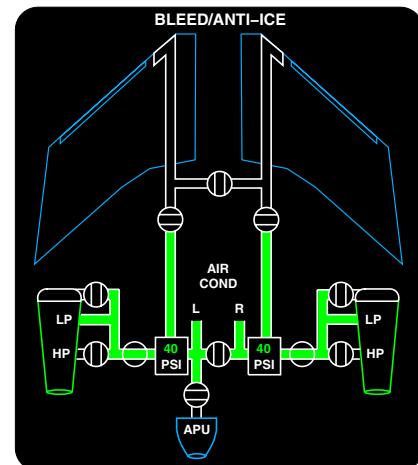 BLEED/ANTI–ICE
AIR
COND
L R
LP LP
40 40
HP PSI PSI HP
APU